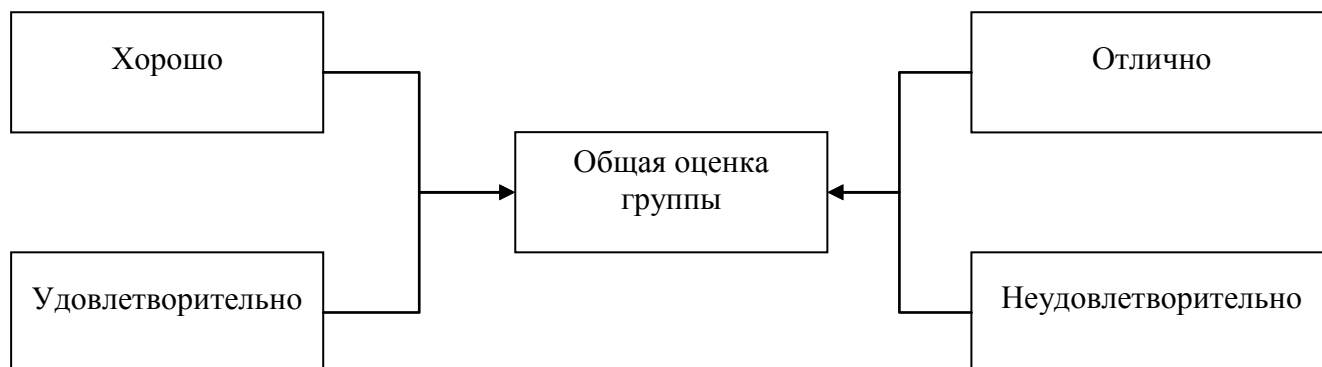 Хорошо
Отлично
Общая оценка
группы
Удовлетворительно
Неудовлетворительно